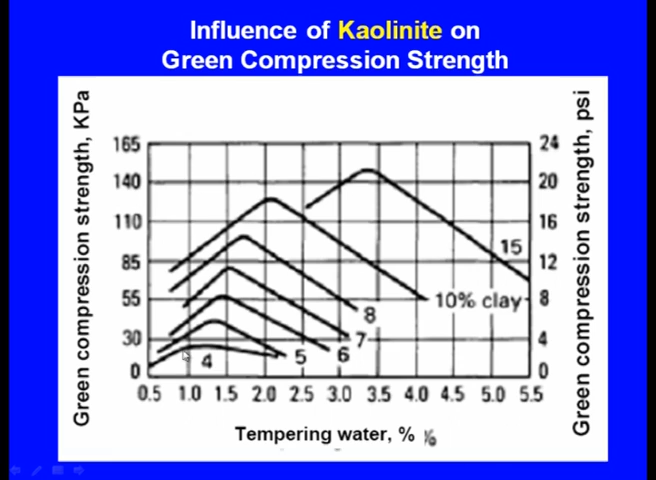 Influence of Kaolinite on
Green Compression Strength
Green compression strength, KPa
Green compression strength, psi
165
140
110
85
55
30
0
24
20
16
12
8
4
0
15
10% clay
8
7
6
5
4
0.5 1.0 1.5 2.0 2.5 3.0 3.5 4.0 4.5 5.0 5.5
Tempering water, % %